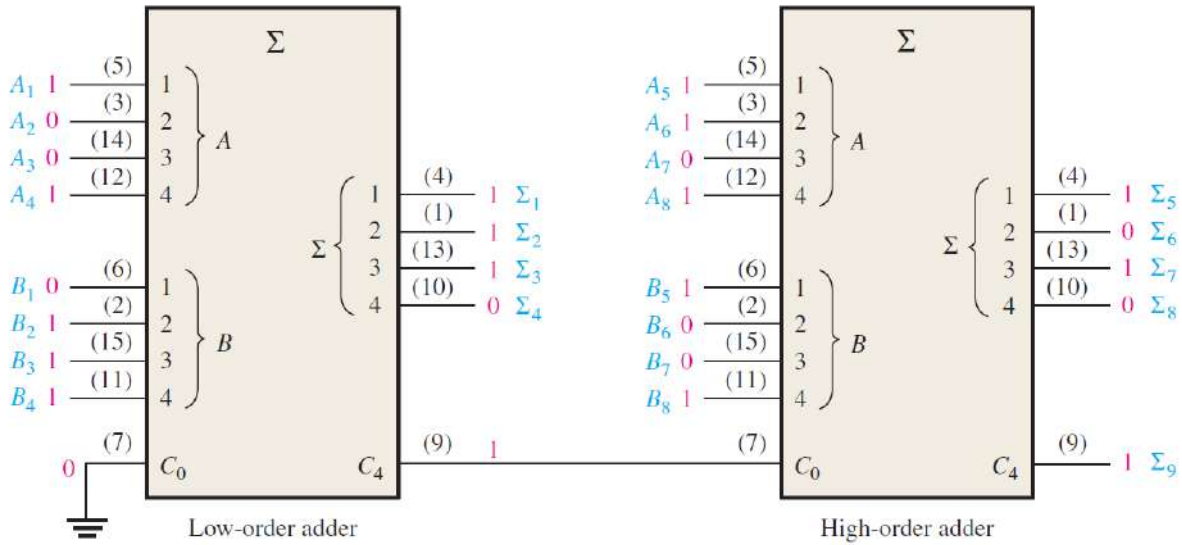 Σ Σ
A₁ 1 (5) 1 A₅ 1 (5) 1
A₂ 0 (3) 2 A₆ 1 (3) 2
A₃ 0 (14) 3 A A₇ 0 (14) 3 A
A₄ 1 (12) 4 A₈ 1 (12) 4
1 (4) 1 Σ₁ 1 (4) 1 Σ₅
2 (1) 1 Σ₂ 2 (1) 0 Σ₆
Σ 3 (13) 1 Σ₃ Σ 3 (13) 1 Σ₇
4 (10) 0 Σ₄ 4 (10) 0 Σ₈
B₁ 0 (6) 1 B₅ 1 (6) 1
B₂ 1 (2) 2 B₆ 0 (2) 2
B₃ 1 (15) 3 B B₇ 0 (15) 3 B
B₄ 1 (11) 4 B₈ 1 (11) 4
0 (7) C₀ C₄ (9) 1 (7) C₀ C₄ (9) 1 Σ₉
Low-order adder High-order adder